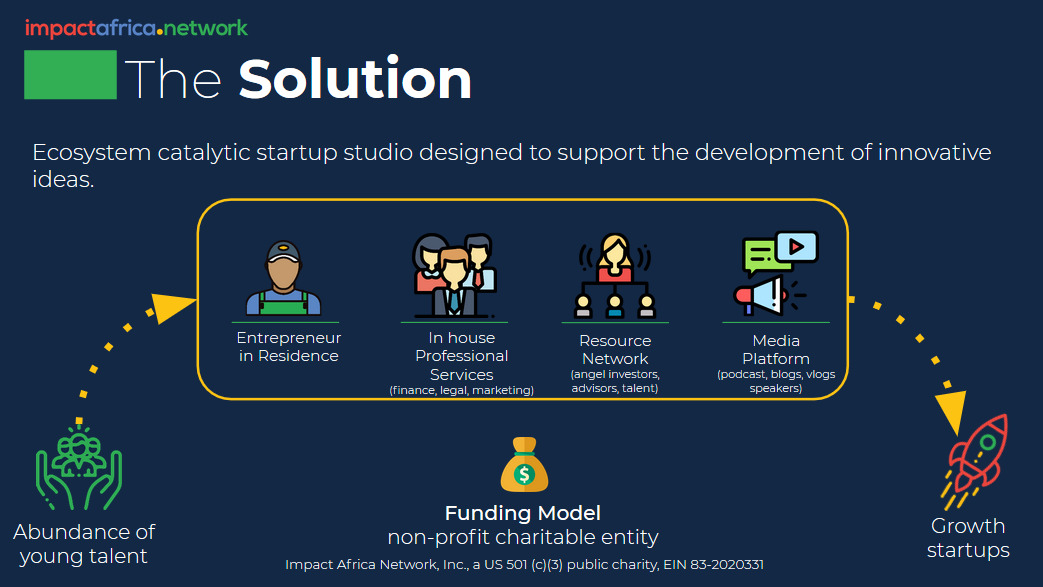 impactafrica.network
The Solution
Ecosystem catalytic startup studio designed to support the development of innovative
ideas.
Entrepreneur
in Residence
In house
Professional
Services
(finance, legal, marketing)
Resource
Network
(angel investors,
advisors, talent)
Media
Platform
(podcast, blogs, vlogs
speakers)
Abundance of
young talent
$
Funding Model
non-profit charitable entity
Impact Africa Network, Inc., a US 501 (c)(3) public charity, EIN 83-2020331
Growth
startups